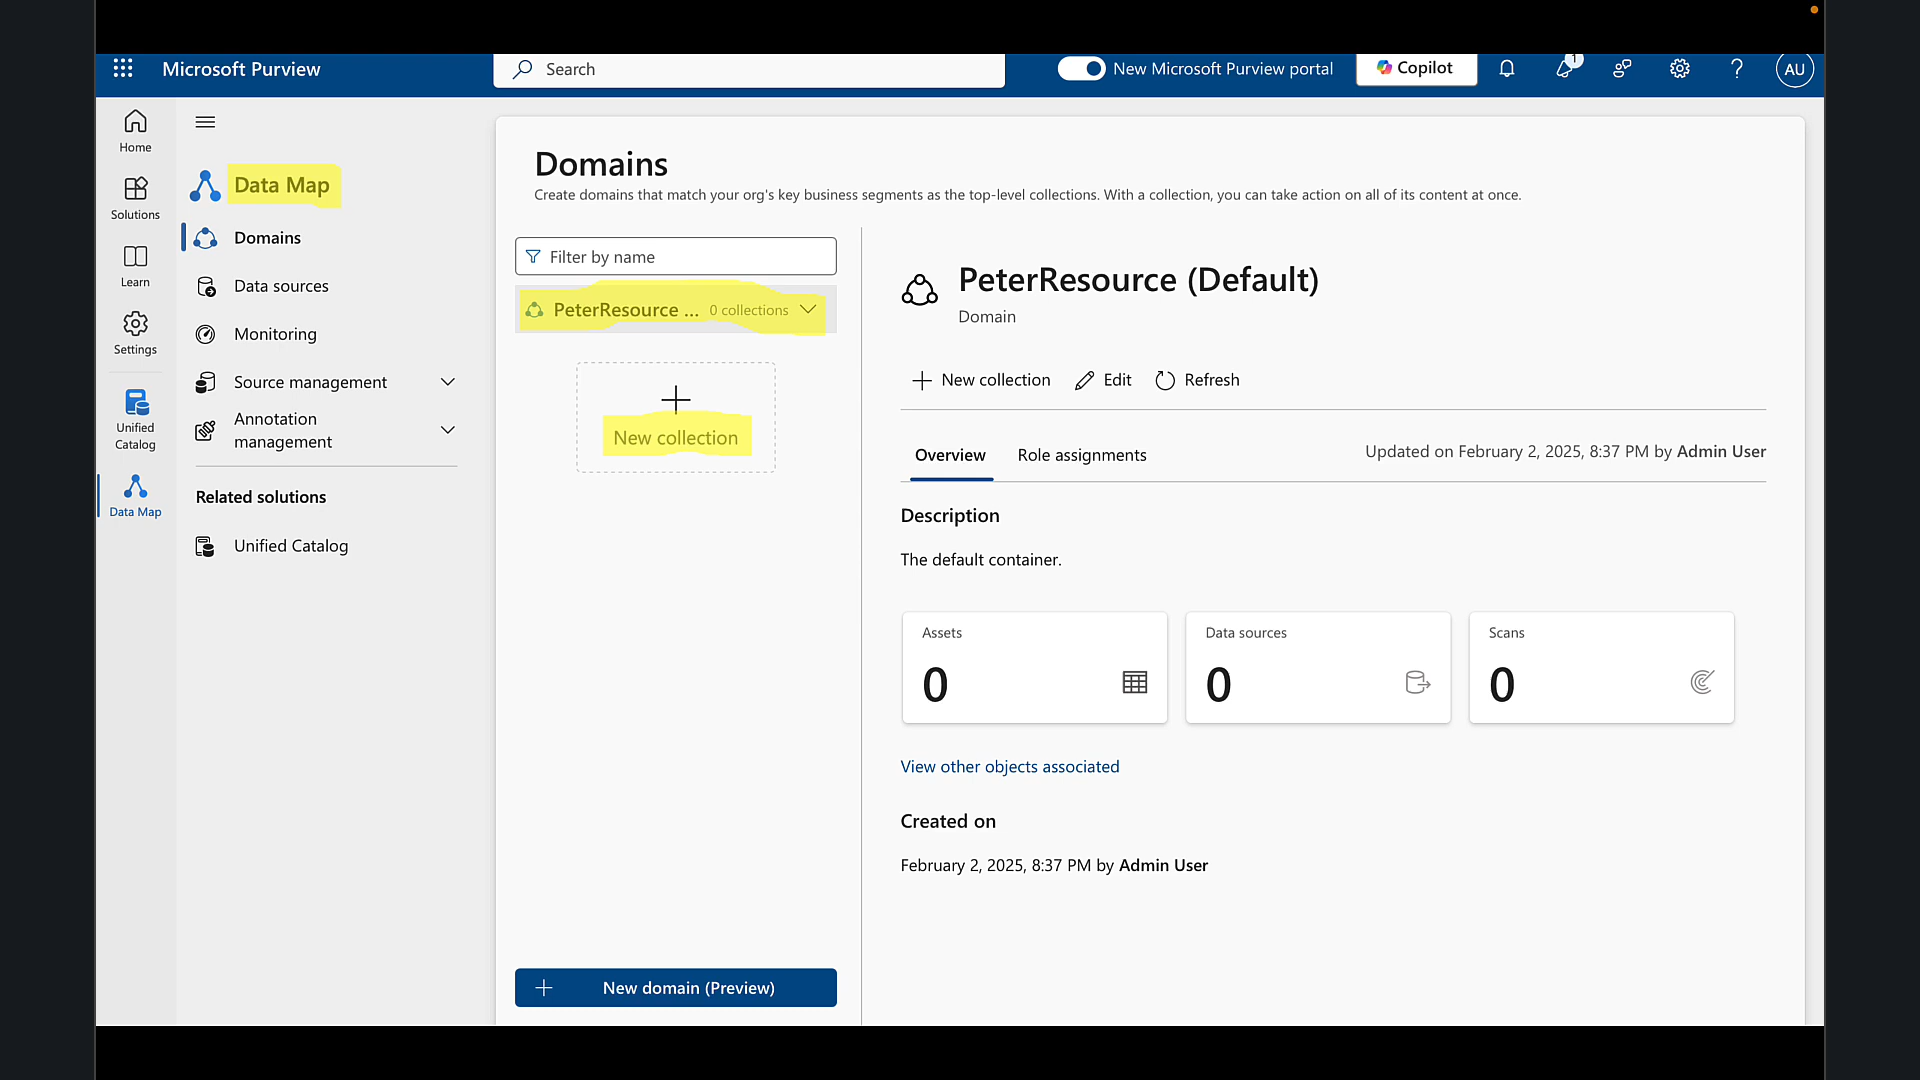 Microsoft Purview
Search
New Microsoft Purview portal
Copilot
1
?
AU
Home
Solutions
Learn
Settings
Unified
Catalog
Data Map
Data Map
Domains
Data sources
Monitoring
Source management
Annotation
management
Related solutions
Unified Catalog
Domains
Create domains that match your org's key business segments as the top-level collections. With a collection, you can take action on all of its content at once.
Filter by name
PeterResource ... 0 collections
New collection
New domain (Preview)
PeterResource (Default)
Domain
New collection Edit Refresh
Overview Role assignments Updated on February 2, 2025, 8:37 PM by Admin User
Description
The default container.
Assets
0
Data sources
0
Scans
0
View other objects associated
Created on
February 2, 2025, 8:37 PM by Admin User